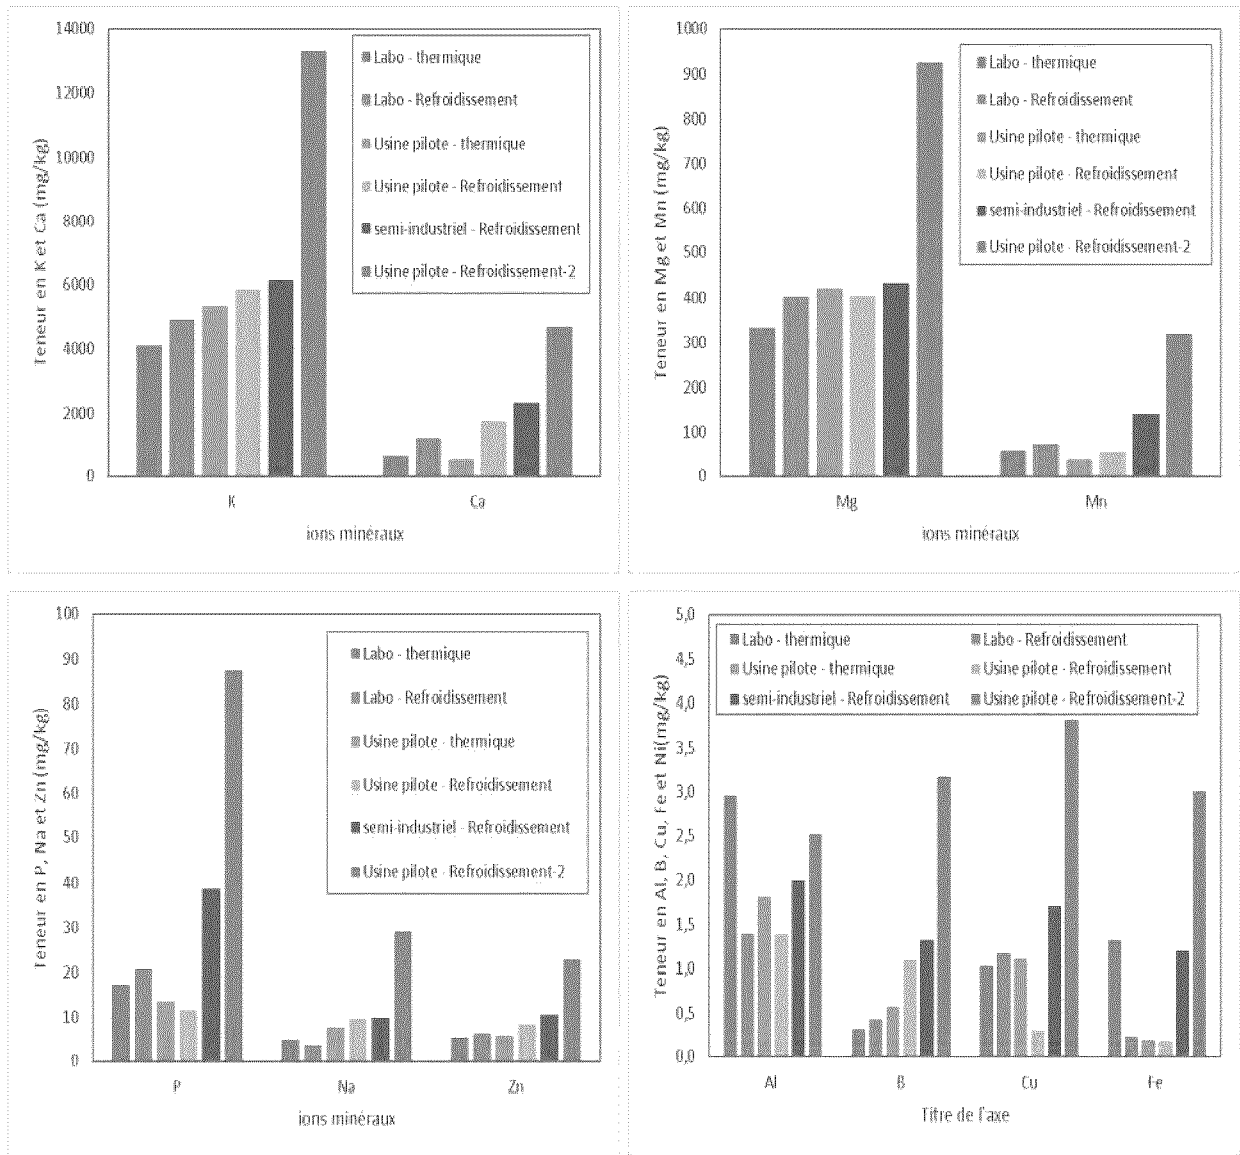 14000
12000
10000
8000
6000
4000
2000
0
Teneur en K et Ca (mg/kg)
Labo - thermique
Labo - Refroidissement
Usine pilote - thermique
Usine pilote - Refroidissement
semi-industriel - Refroidissement
Usine pilote - Refroidissement-2
K Ca
ions minéraux
1000
900
800
700
600
500
400
300
200
100
0
Teneur en Mg et Mn (mg/kg)
Labo - thermique
Labo - Refroidissement
Usine pilote - thermique
Usine pilote - Refroidissement
semi-industriel - Refroidissement
Usine pilote - Refroidissement-2
Mg Mn
ions minéraux
100
90
80
70
60
50
40
30
20
10
0
Teneur en P, Na et Zn (mg/kg)
Labo - thermique
Labo - Refroidissement
Usine pilote - thermique
Usine pilote - Refroidissement
semi-industriel - Refroidissement
Usine pilote - Refroidissement-2
P Na Zn
ions minéraux
5,0
4,5
4,0
3,5
3,0
2,5
2,0
1,5
1,0
0,5
0,0
Teneur en Al, B, Cu, Fe et Ni(mg/kg)
Labo - thermique Labo - Refroidissement
Usine pilote - thermique Usine pilote - Refroidissement
semi-industriel - Refroidissement Usine pilote - Refroidissement-2
Al B Cu Fe
Titre de l'axe